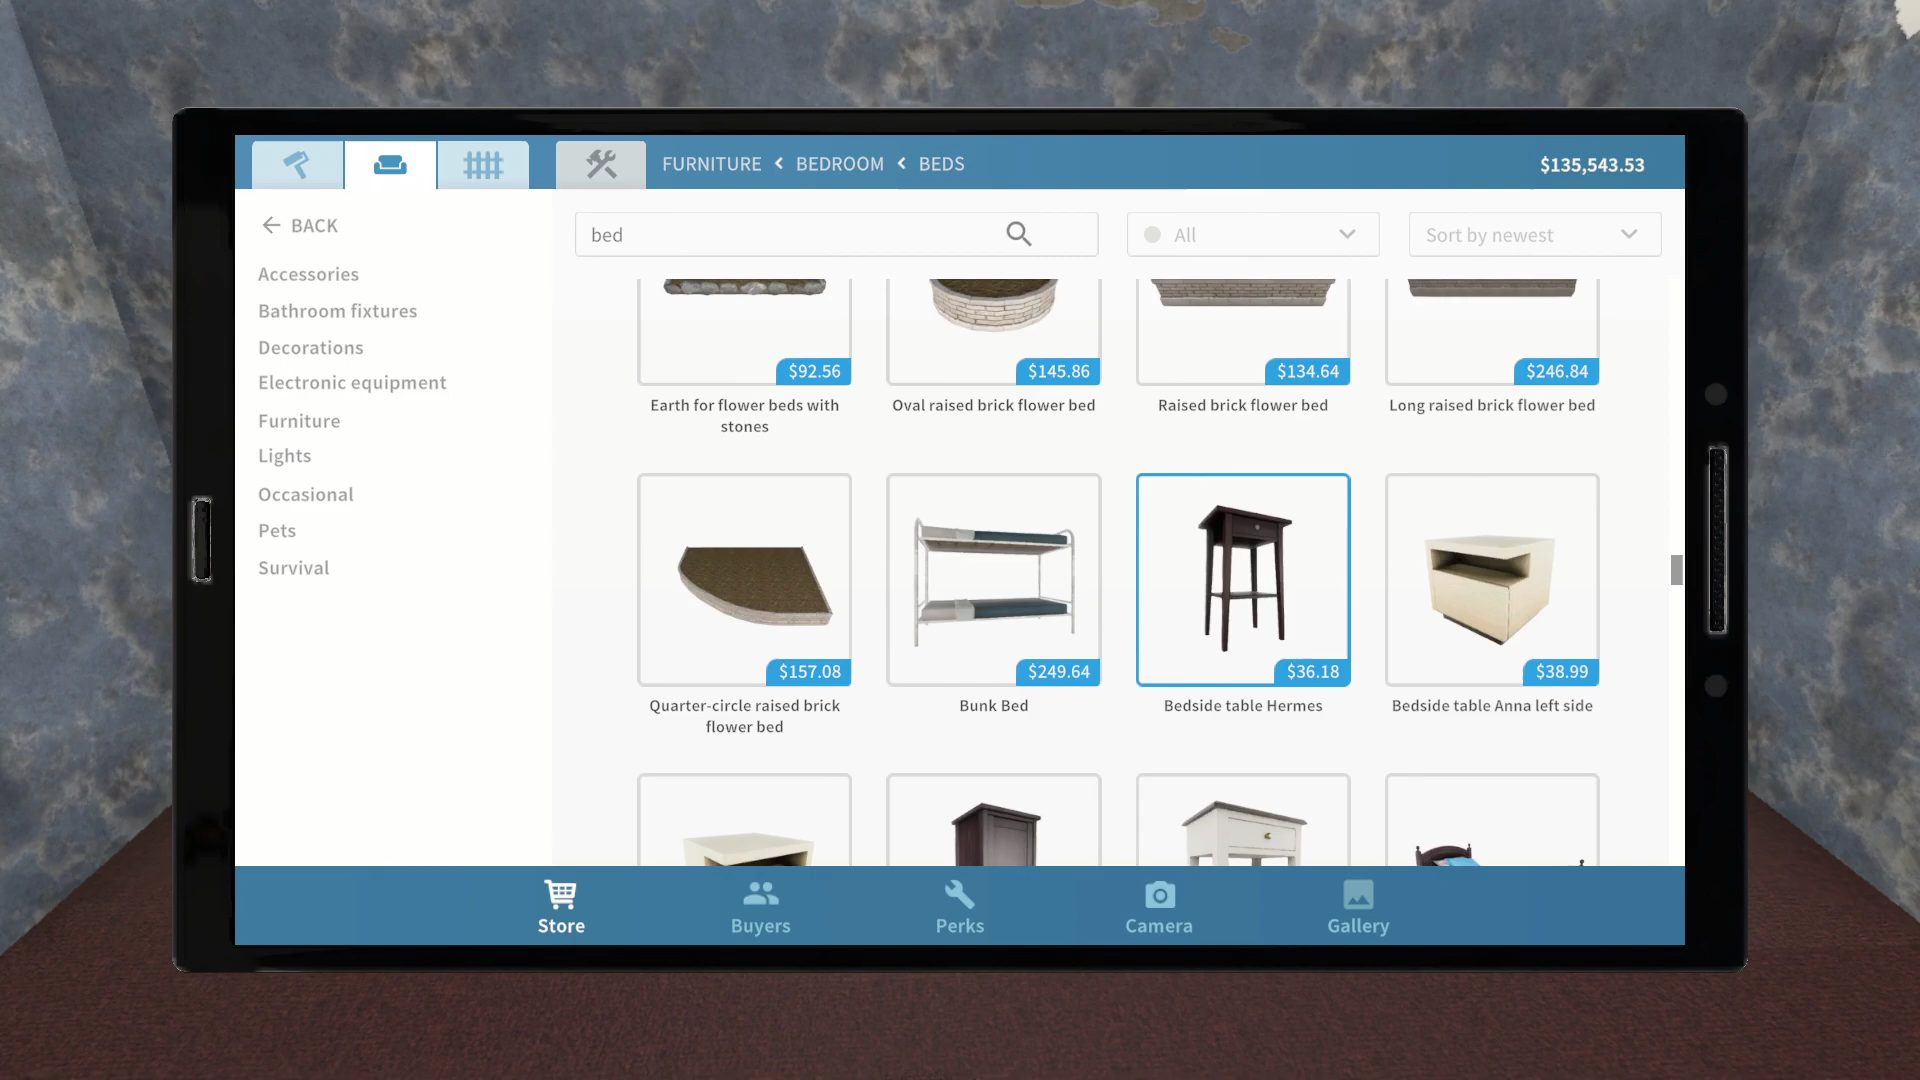 FURNITURE < BEDROOM < BEDS
$135,543.53
BACK
Accessories
Bathroom fixtures
Decorations
Electronic equipment
Furniture
Lights
Occasional
Pets
Survival
bed
All
Sort by newest
$92.56
$145.86
$134.64
$246.84
Earth for flower beds with
stones
Oval raised brick flower bed
Raised brick flower bed
Long raised brick flower bed
$157.08
$249.64
$36.18
$38.99
Quarter-circle raised brick
flower bed
Bunk Bed
Bedside table Hermes
Bedside table Anna left side
Store
Buyers
Perks
Camera
Gallery